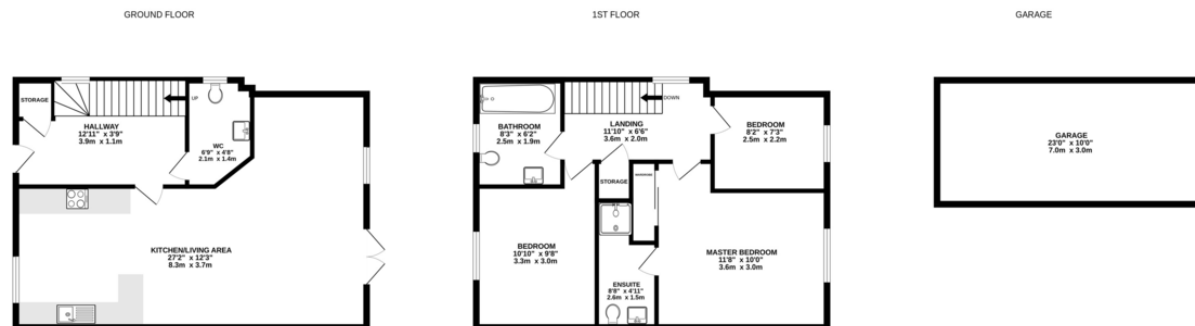 GROUND FLOOR
1ST FLOOR
GARAGE
STORAGE
UP
HALLWAY
12'11" x 3'9"
3.9m x 1.1m
WC
6'9" x 4'8"
2.1m x 1.4m
KITCHEN/LIVING AREA
27'2" x 12'3"
8.3m x 3.7m
BATHROOM
8'3" x 6'2"
2.5m x 1.9m
DOWN
LANDING
11'10" x 6'6"
3.6m x 2.0m
BEDROOM
8'2" x 7'3"
2.5m x 2.2m
STORAGE
BEDROOM
10'10" x 9'8"
3.3m x 3.0m
MASTER BEDROOM
11'8" x 10'0"
3.6m x 3.0m
ENSUITE
8'8" x 4'11"
2.6m x 1.5m
GARAGE
23'0" x 10'0"
7.0m x 3.0m